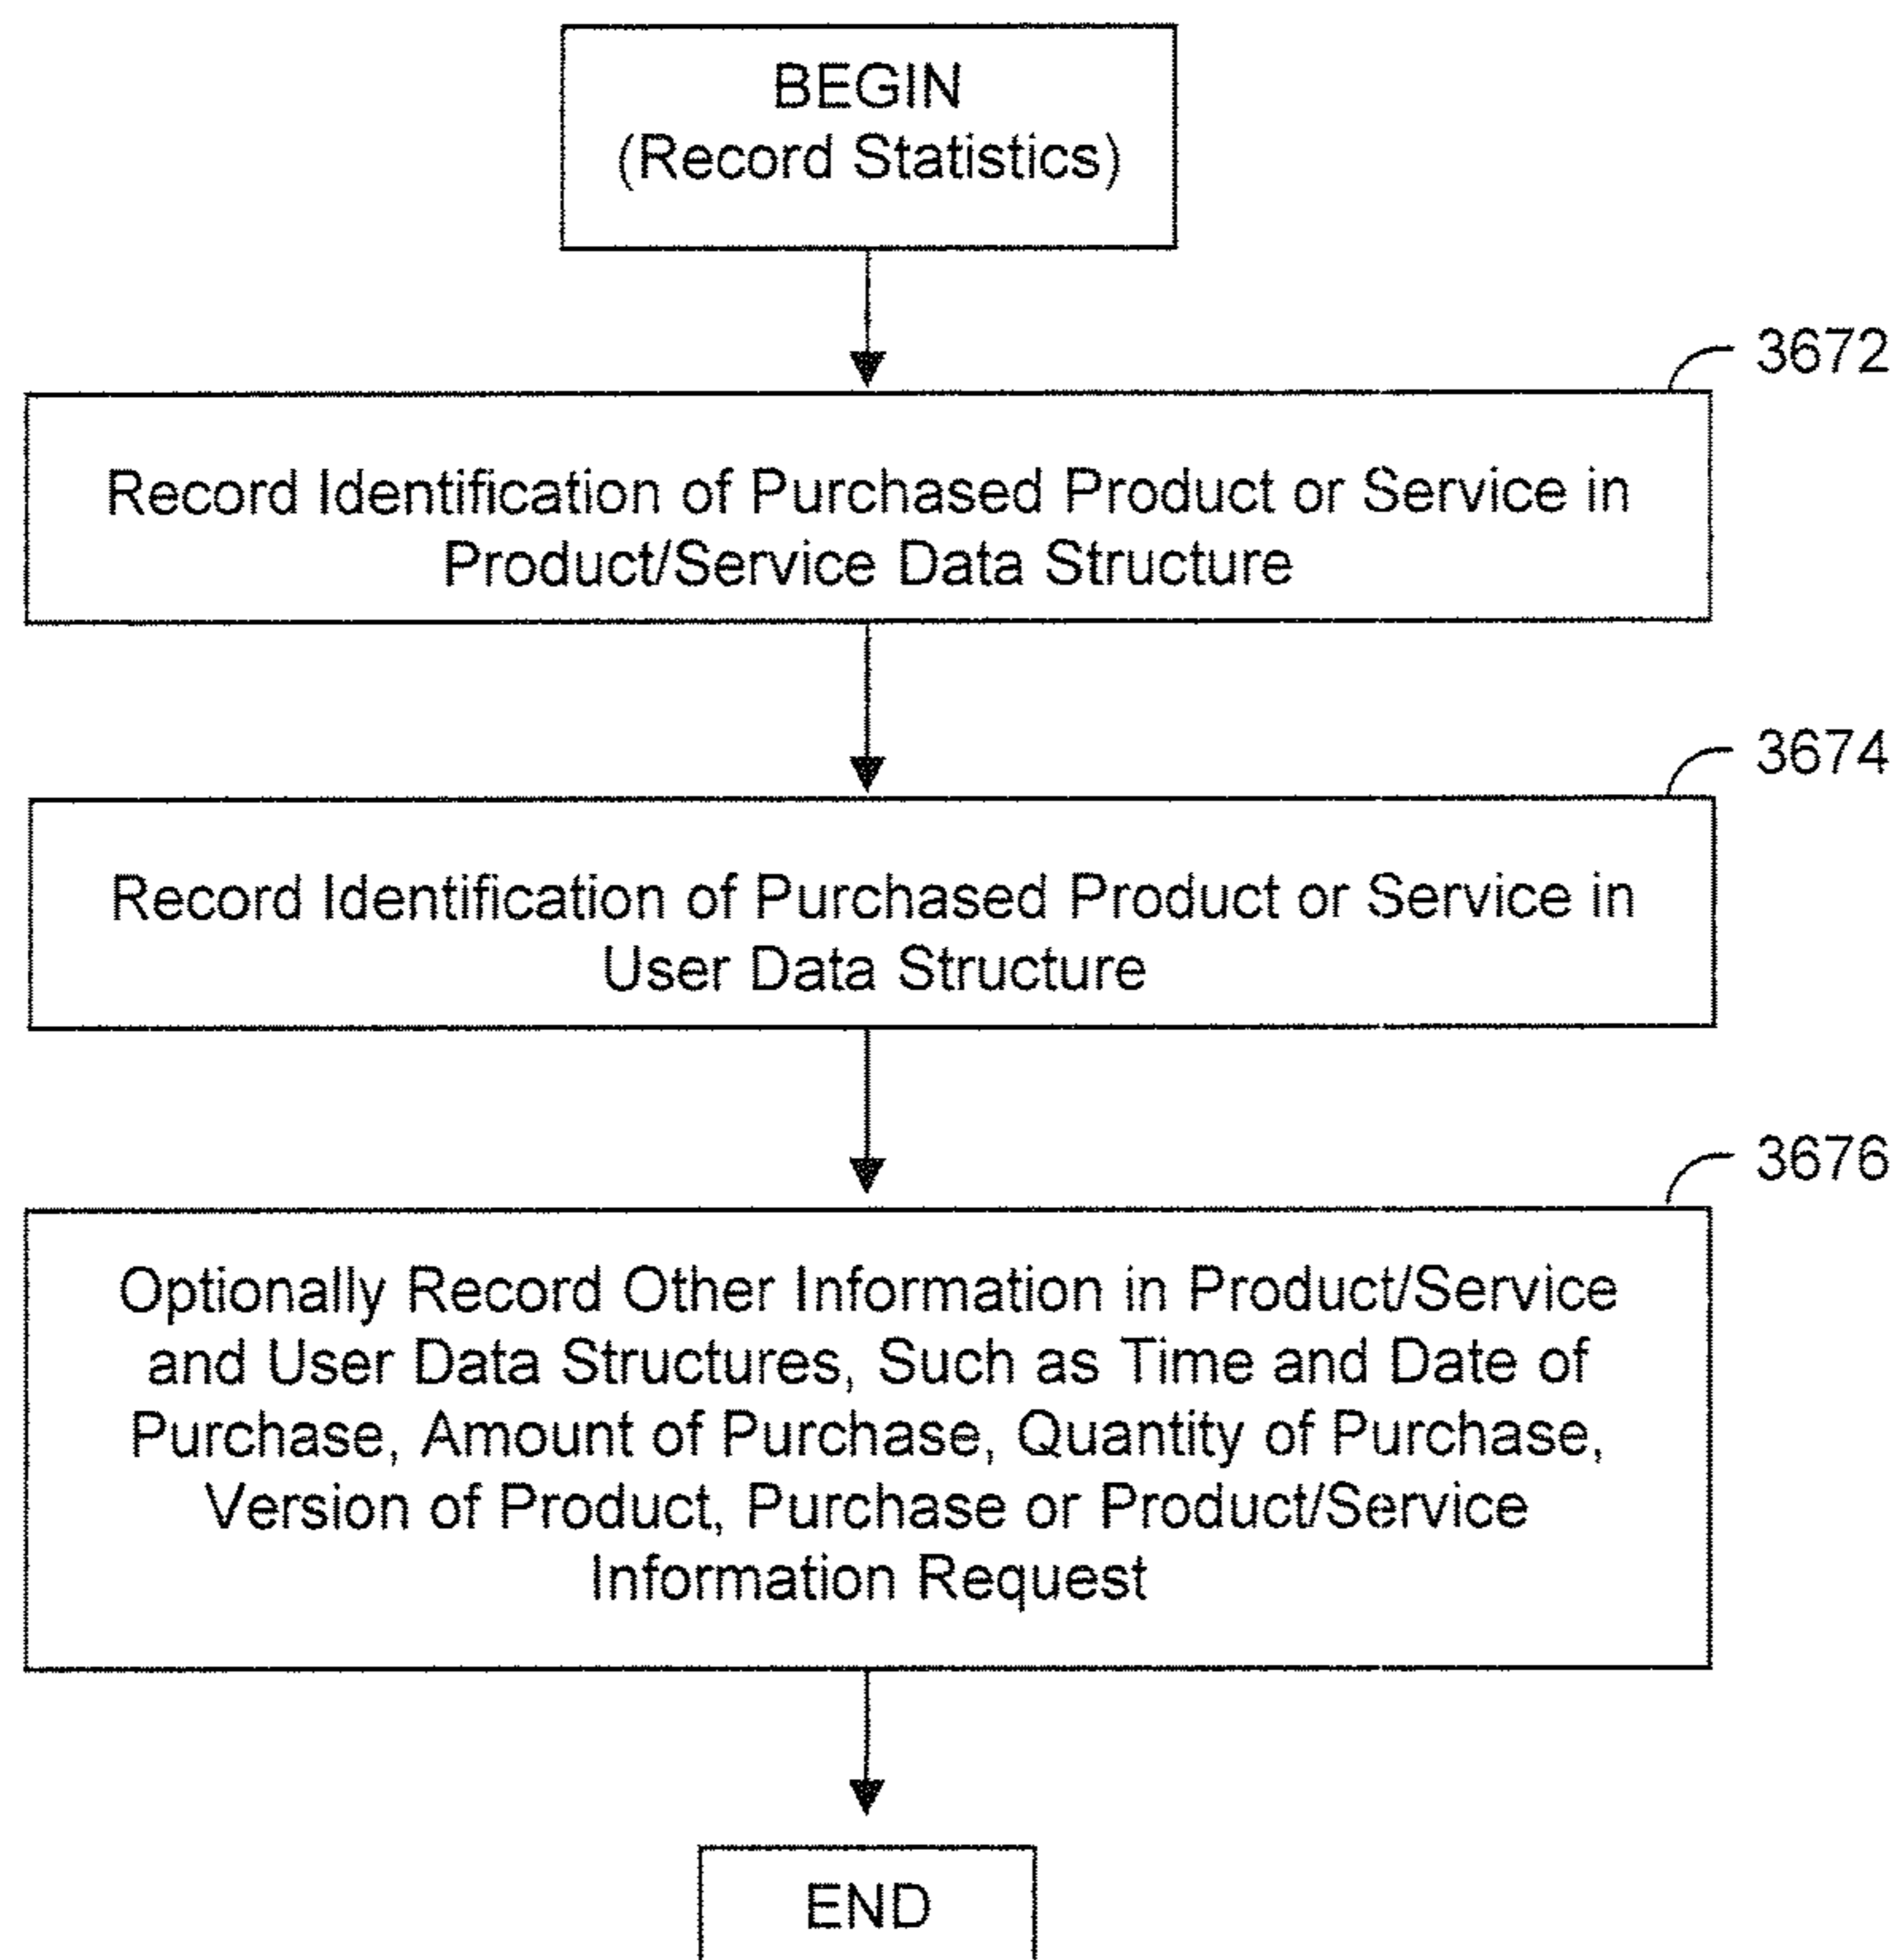 BEGIN
(Record Statistics)
3672
Record Identification of Purchased Product or Service in
Product/Service Data Structure
3674
Record Identification of Purchased Product or Service in
User Data Structure
3676
Optionally Record Other Information in Product/Service
and User Data Structures, Such as Time and Date of
Purchase, Amount of Purchase, Quantity of Purchase,
Version of Product, Purchase or Product/Service
Information Request
END